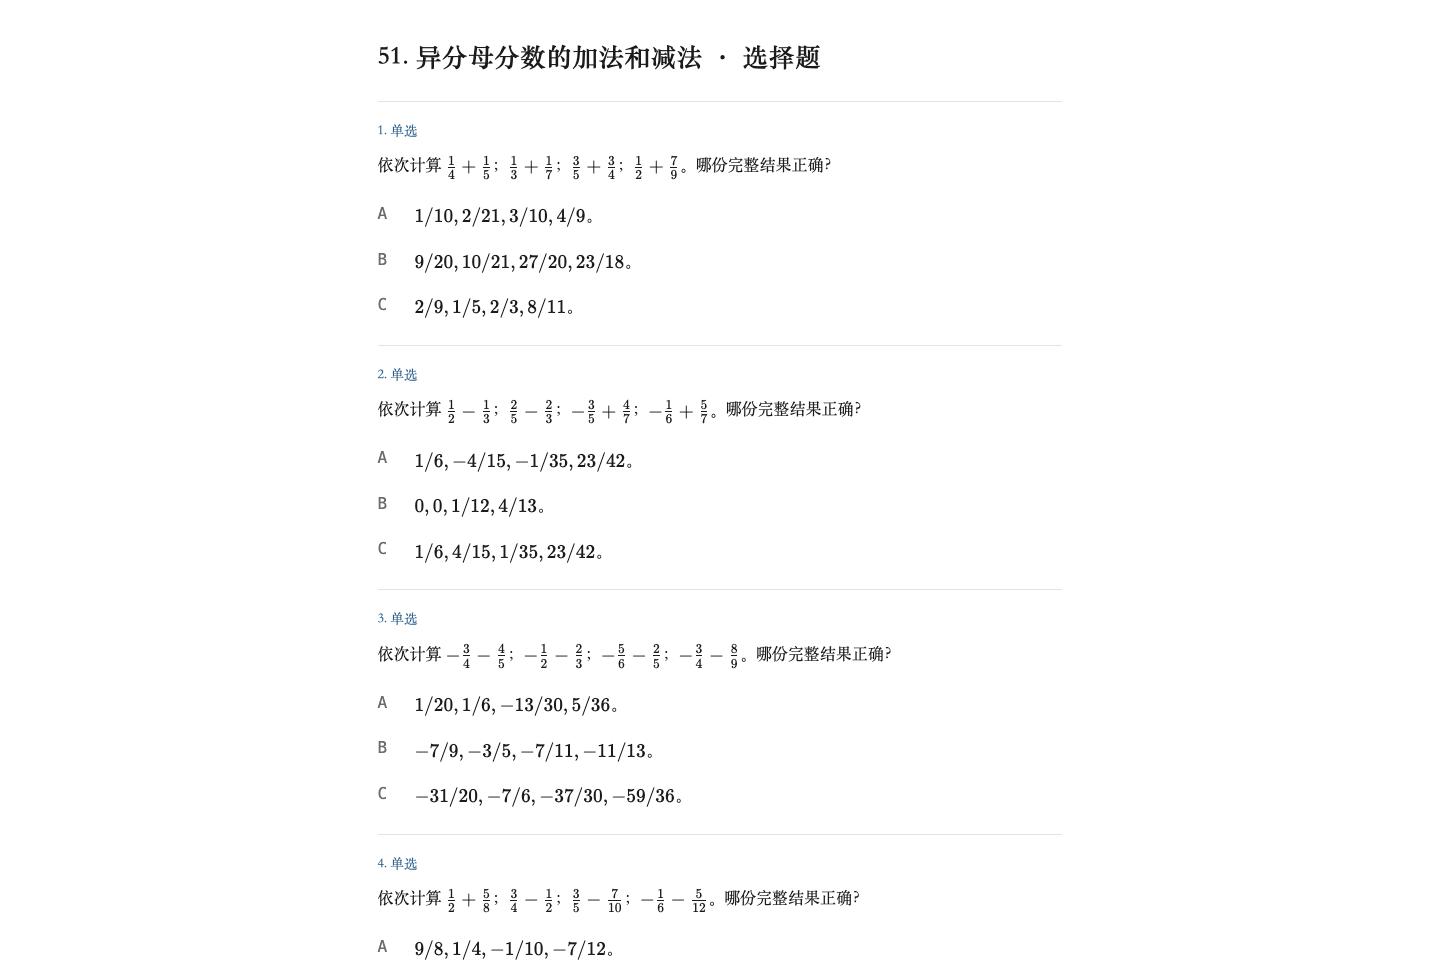 51. 异分母分数的加法和减法 · 选择题
1. 单选
依次计算 1/4 + 1/5；1/3 + 1/7；3/5 + 3/4；1/2 + 7/9。哪份完整结果正确？
A 1/10, 2/21, 3/10, 4/9。
B 9/20, 10/21, 27/20, 23/18。
C 2/9, 1/5, 2/3, 8/11。
2. 单选
依次计算 1/2 − 1/3；2/5 − 2/3；−3/5 + 4/7；−1/6 + 5/7。哪份完整结果正确？
A 1/6, −4/15, −1/35, 23/42。
B 0, 0, 1/12, 4/13。
C 1/6, 4/15, 1/35, 23/42。
3. 单选
依次计算 −3/4 − 4/5；−1/2 − 2/3；−5/6 − 2/5；−3/4 − 8/9。哪份完整结果正确？
A 1/20, 1/6, −13/30, 5/36。
B −7/9, −3/5, −7/11, −11/13。
C −31/20, −7/6, −37/30, −59/36。
4. 单选
依次计算 1/2 + 5/8；3/4 − 1/2；3/5 − 7/10；−1/6 − 5/12。哪份完整结果正确？
A 9/8, 1/4, −1/10, −7/12。